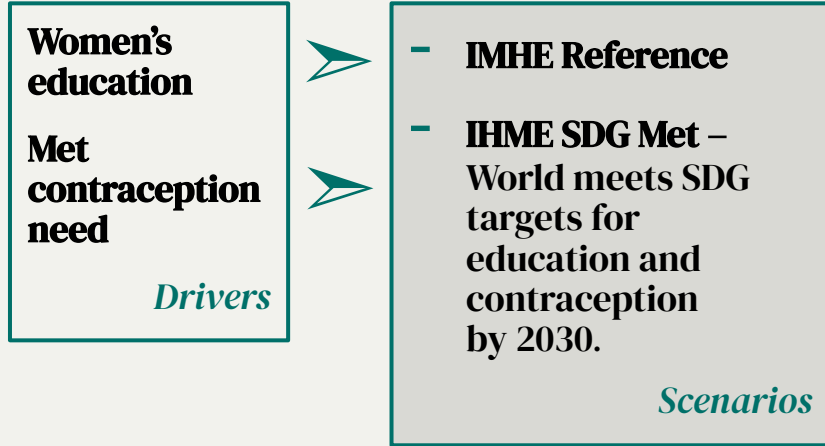 Women’s
education
Met
contraception
need
Drivers
- IMHE Reference
- IHME SDG Met –
World meets SDG
targets for
education and
contraception
by 2030.
Scenarios